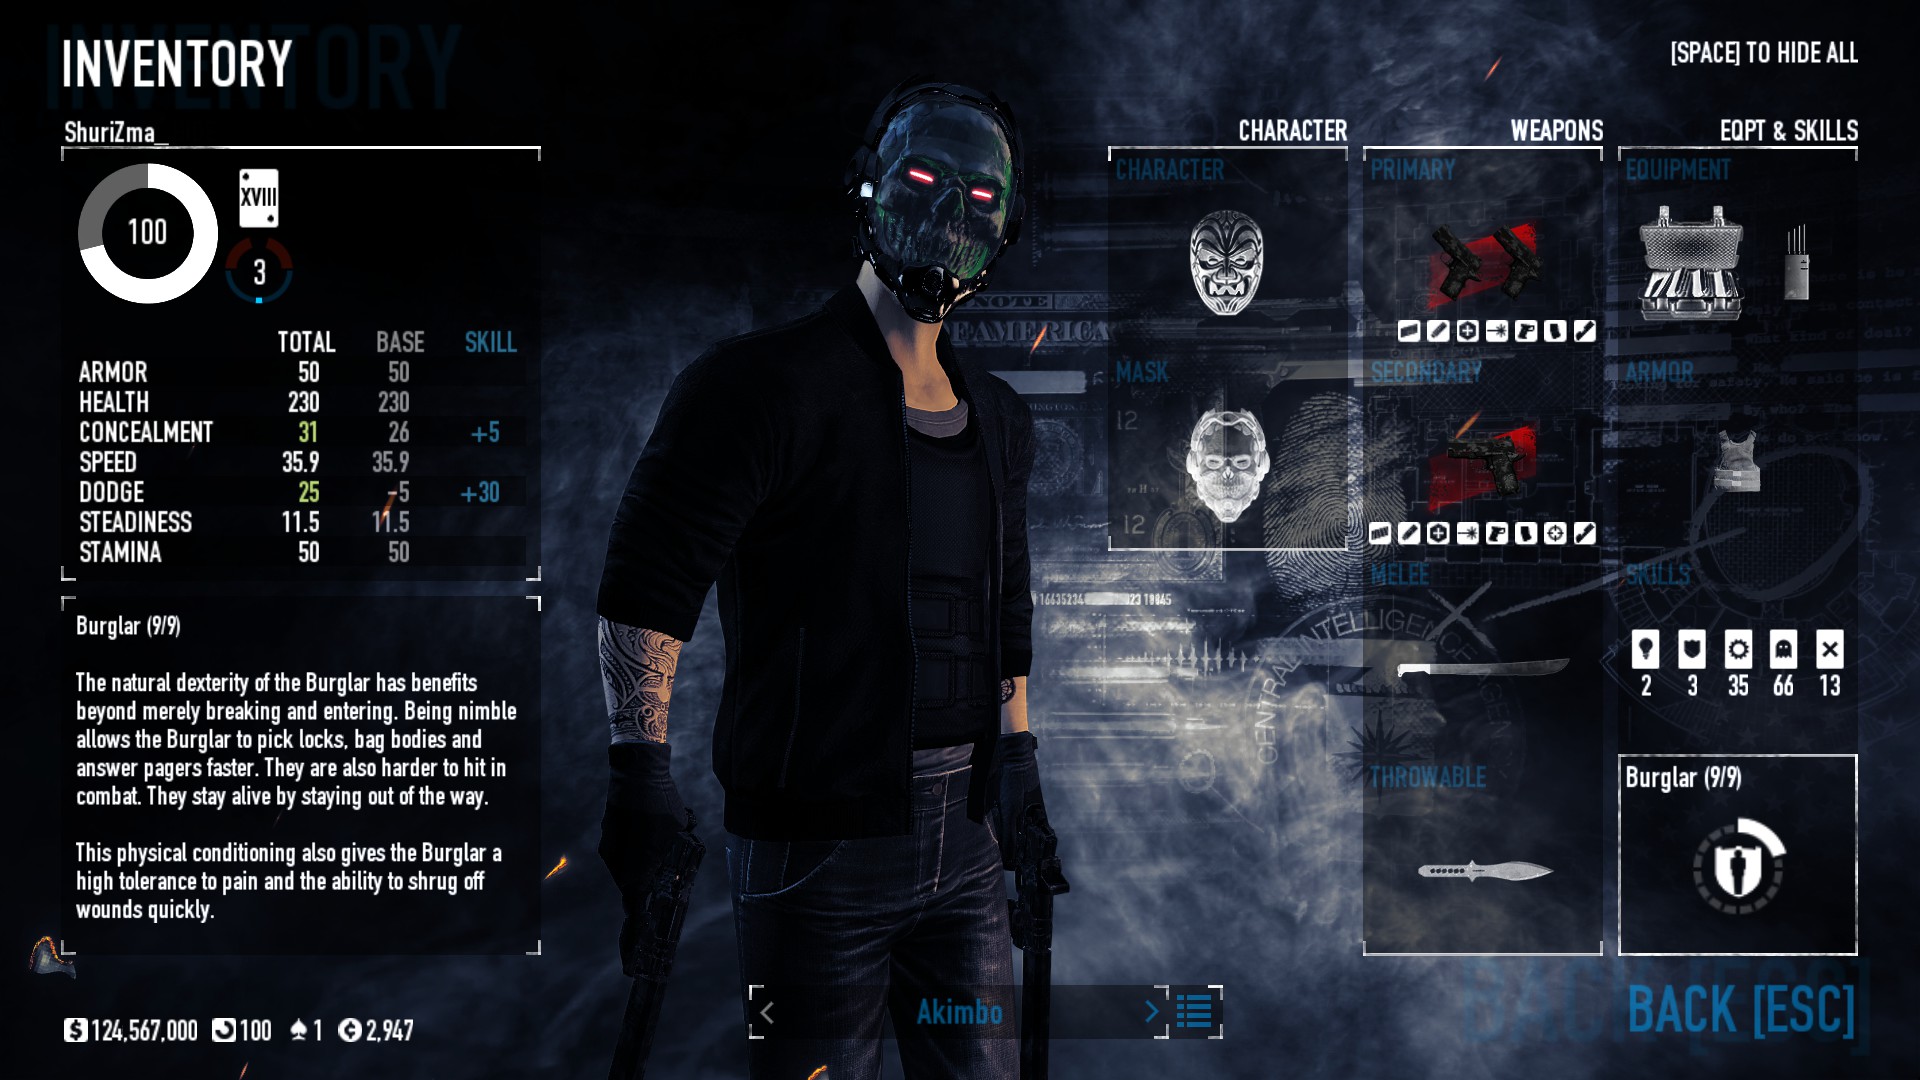 INVENTORY
[SPACE] TO HIDE ALL
ShuriZma_
100
XVIII
3
TOTAL BASE SKILL
ARMOR 50 50
HEALTH 230 230
CONCEALMENT 31 26 +5
SPEED 35.9 35.9
DODGE 25 -5 +30
STEADINESS 11.5 11.5
STAMINA 50 50
Burglar (9/9)
The natural dexterity of the Burglar has benefits
beyond merely breaking and entering. Being nimble
allows the Burglar to pick locks, bag bodies and
answer pagers faster. They are also harder to hit in
combat. They stay alive by staying out of the way.
This physical conditioning also gives the Burglar a
high tolerance to pain and the ability to shrug off
wounds quickly.
124,567,000 100 1 2,947
Akimbo
CHARACTER
CHARACTER
MASK
12
12
NOTE
AMERICA
CENTRAL INTELLIGENCE AGENCY
WEAPONS
PRIMARY
SECONDARY
MELEE
THROWABLE
EQPT & SKILLS
EQUIPMENT
ARMOR
SKILLS
2 3 35 66 13
Burglar (9/9)
BACK [ESC]